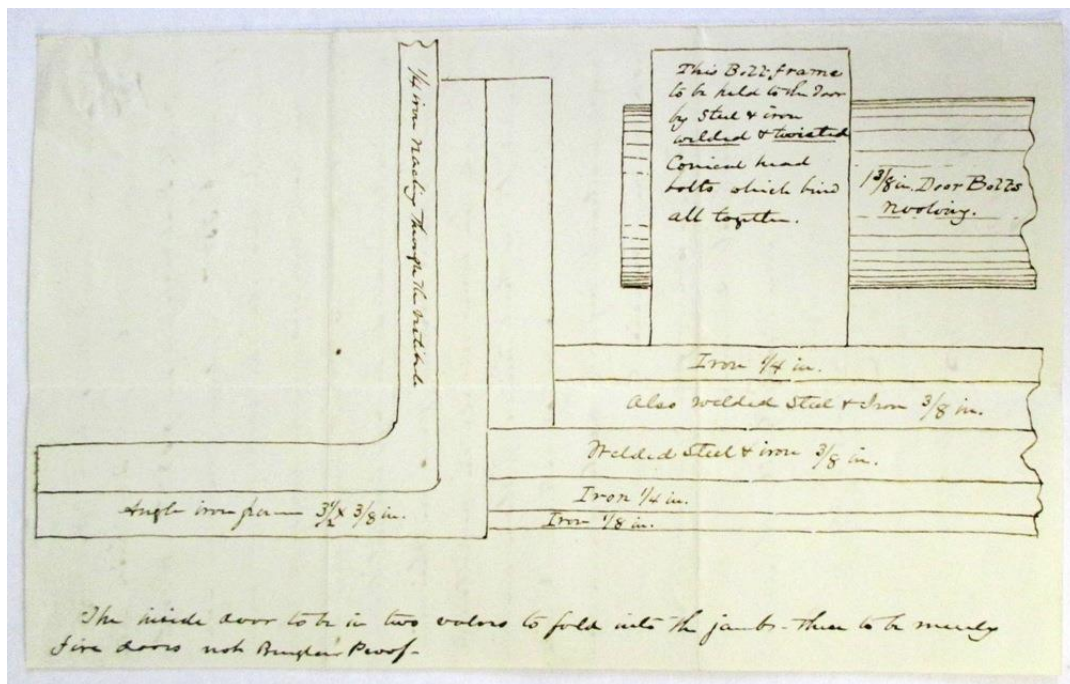 1/4 iron reaching through the vestibule
This Bolt-frame
to be held to the Door
by Steel & iron
welded & twisted
Conical head
bolts which bind
all together.
1 3/8 in. Door Bolts
revolving.
Iron 1/4 in.
Also Welded Steel & Iron 3/8 in.
Welded Steel & iron 3/8 in.
Iron 1/4 in.
Iron 1/8 in.
Angle iron frame 3 1/2 x 3/8 in.
The inside door to be in two valves to fold into the jambs - these to be merely
Fire doors not Burglar Proof -